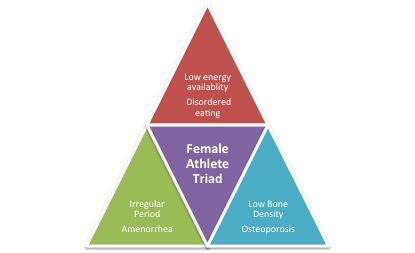 Low energy
availablity
Disordered
eating
Female
Athlete
Triad
Irregular
Period
Amenorrhea
Low Bone
Density
Osteoporosis